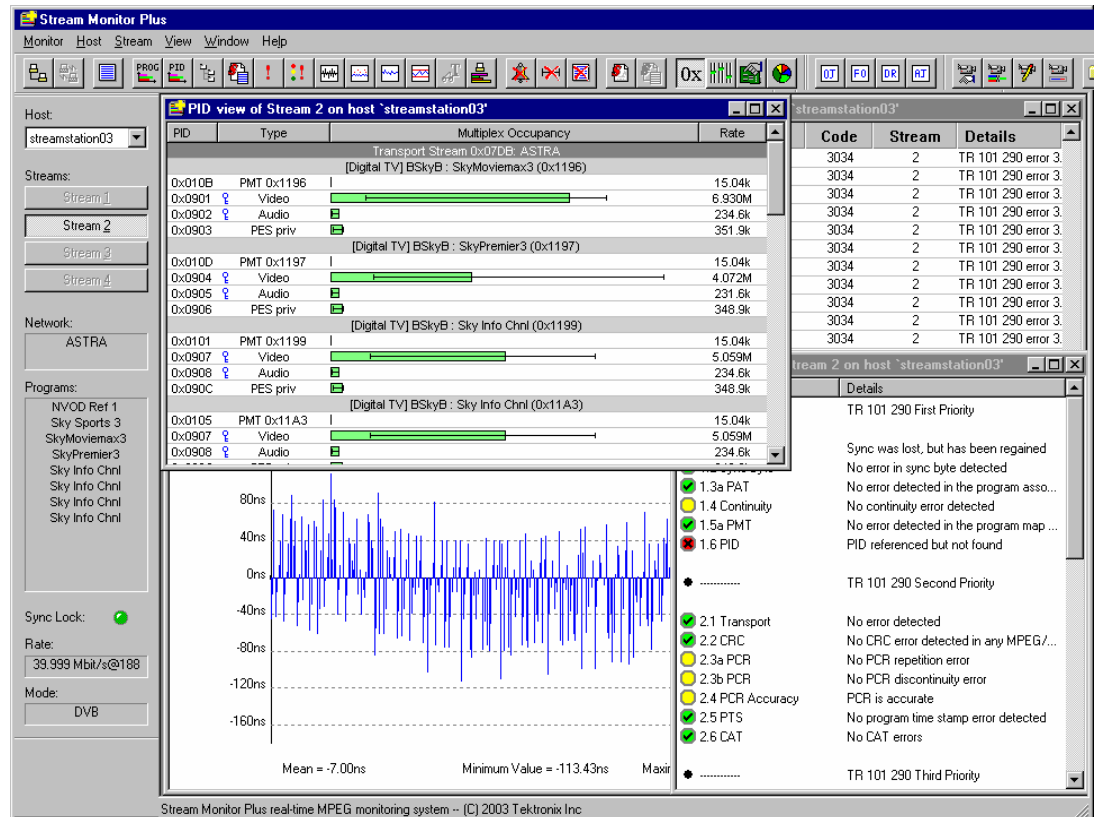 Stream Monitor Plus
Monitor Host Stream View Window Help
PROG PID 0x OJ FO DR AJ
Host:
streamstation03
Streams:
Stream 1
Stream 2
Stream 3
Stream 4
Network:
ASTRA
Programs:
NVOD Ref 1
Sky Sports 3
SkyMoviemax3
SkyPremier3
Sky Info Chnl
Sky Info Chnl
Sky Info Chnl
Sky Info Chnl
Sync Lock:
Rate:
39.999 Mbit/s@188
Mode:
DVB
PID view of Stream 2 on host `streamstation03'
PID Type Multiplex Occupancy Rate
Transport Stream 0x07DB: ASTRA
[Digital TV] BSkyB : SkyMoviemax3 (0x1196)
0x010B PMT 0x1196 15.04k
0x0901 Video 6.930M
0x0902 Audio 234.6k
0x0903 PES priv 351.9k
[Digital TV] BSkyB : SkyPremier3 (0x1197)
0x010D PMT 0x1197 15.04k
0x0904 Video 4.072M
0x0905 Audio 231.6k
0x0906 PES priv 348.9k
[Digital TV] BSkyB : Sky Info Chnl (0x1199)
0x0101 PMT 0x1199 15.04k
0x0907 Video 5.059M
0x0908 Audio 234.6k
0x090C PES priv 348.9k
[Digital TV] BSkyB : Sky Info Chnl (0x11A3)
0x0105 PMT 0x11A3 15.04k
0x0907 Video 5.059M
0x0908 Audio 234.6k
`streamstation03'
Code Stream Details
3034 2 TR 101 290 error 3.
3034 2 TR 101 290 error 3.
3034 2 TR 101 290 error 3.
3034 2 TR 101 290 error 3.
3034 2 TR 101 290 error 3.
3034 2 TR 101 290 error 3.
3034 2 TR 101 290 error 3.
3034 2 TR 101 290 error 3.
3034 2 TR 101 290 error 3.
3034 2 TR 101 290 error 3.
3034 2 TR 101 290 error 3.
80ns
40ns
0ns
-40ns
-80ns
-120ns
-160ns
Mean = -7.00ns Minimum Value = -113.43ns
2 on host `streamstation03'
Details
TR 101 290 First Priority
Sync was lost, but has been regained
No error in sync byte detected
1.3a PAT No error detected in the program asso...
1.4 Continuity No continuity error detected
1.5a PMT No error detected in the program map ...
1.6 PID PID referenced but not found
------------ TR 101 290 Second Priority
2.1 Transport No error detected
2.2 CRC No CRC error detected in any MPEG/...
2.3a PCR No PCR repetition error
2.3b PCR No PCR discontinuity error
2.4 PCR Accuracy PCR is accurate
2.5 PTS No program time stamp error detected
2.6 CAT No CAT errors
------------ TR 101 290 Third Priority
Stream Monitor Plus real-time MPEG monitoring system -- (C) 2003 Tektronix Inc